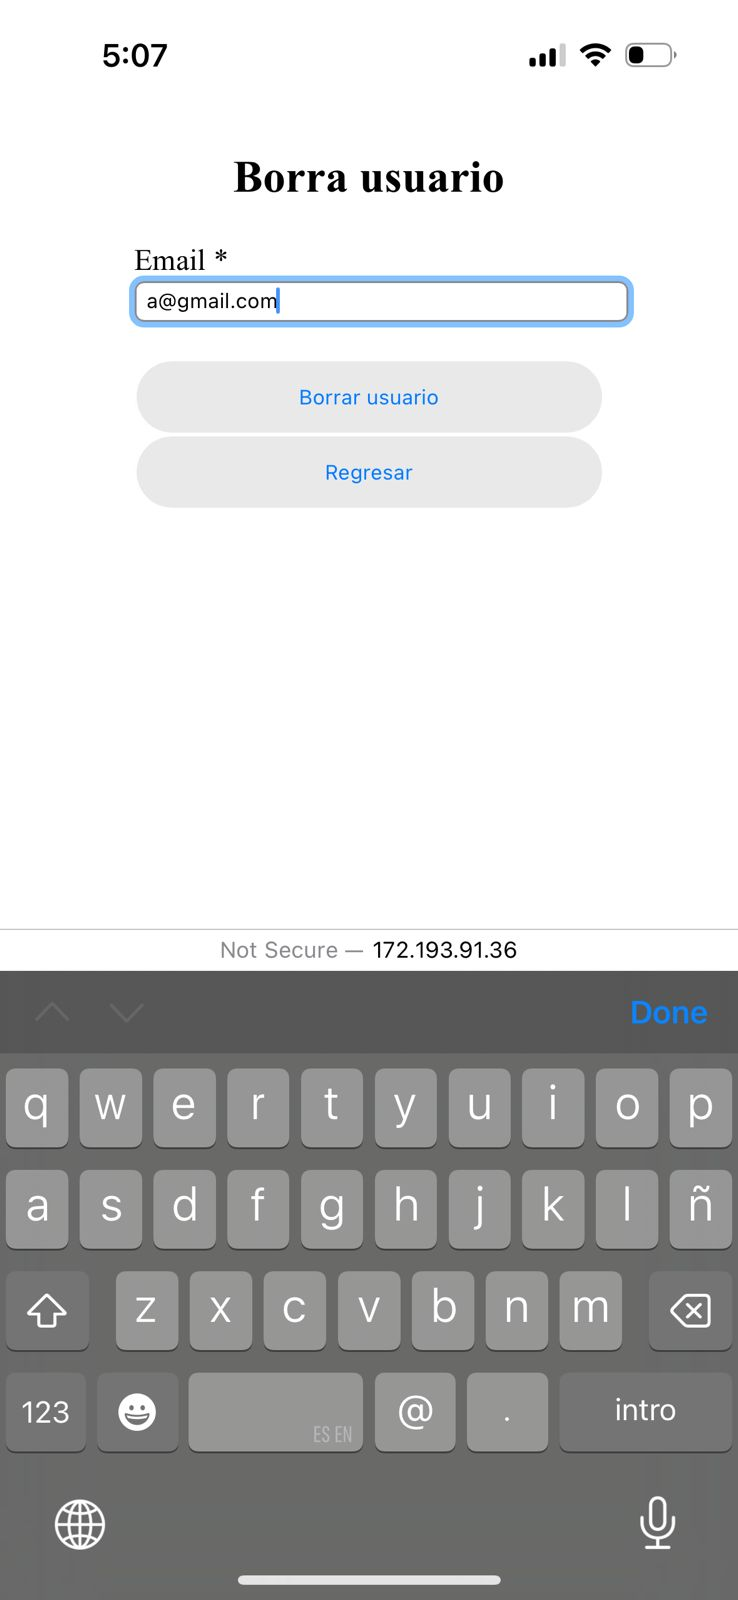 5:07
Borra usuario
Email *
a@gmail.com
Borrar usuario
Regresar
Not Secure — 172.193.91.36
Done
q w e r t y u i o p
a s d f g h j k l ñ
z x c v b n m
123 ES EN @ . intro